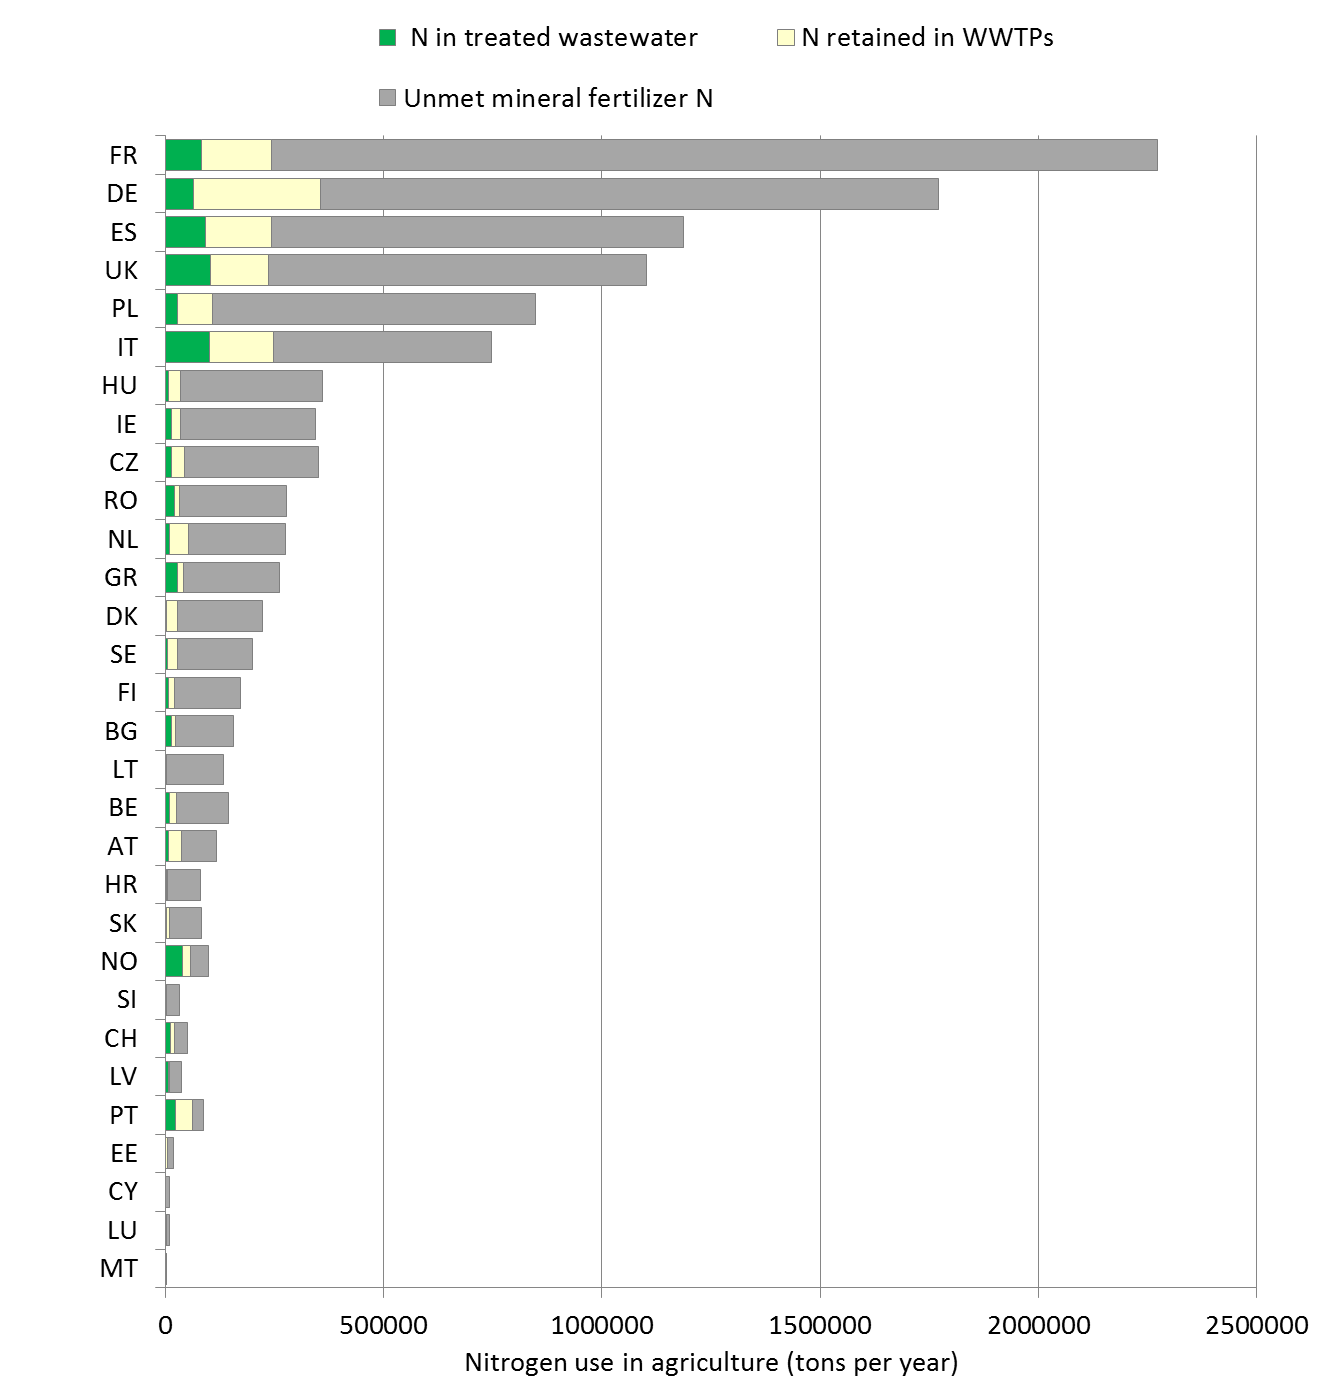 N in treated wastewater
N retained in WWTPs
Unmet mineral fertilizer N
FR
DE
ES
UK
PL
IT
HU
IE
CZ
RO
NL
GR
DK
SE
FI
BG
LT
BE
AT
HR
SK
NO
SI
CH
LV
PT
EE
CY
LU
MT
0 500000 1000000 1500000 2000000 2500000
Nitrogen use in agriculture (tons per year)